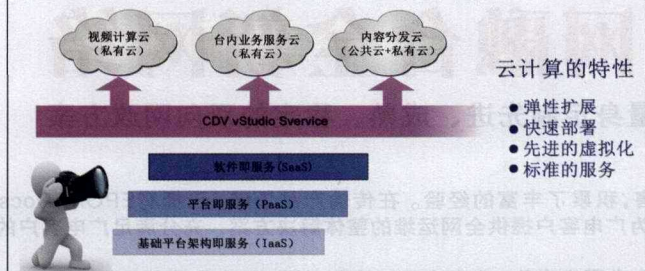 视频计算云
（私有云）
台内业务服务云
（私有云）
内容分发云
（公共云+私有云）
云计算的特性
● 弹性扩展
● 快速部署
● 先进的虚拟化
● 标准的服务
CDV vStudio Svervice
软件即服务(SaaS)
平台即服务（PaaS）
基础平台架构即服务（IaaS）